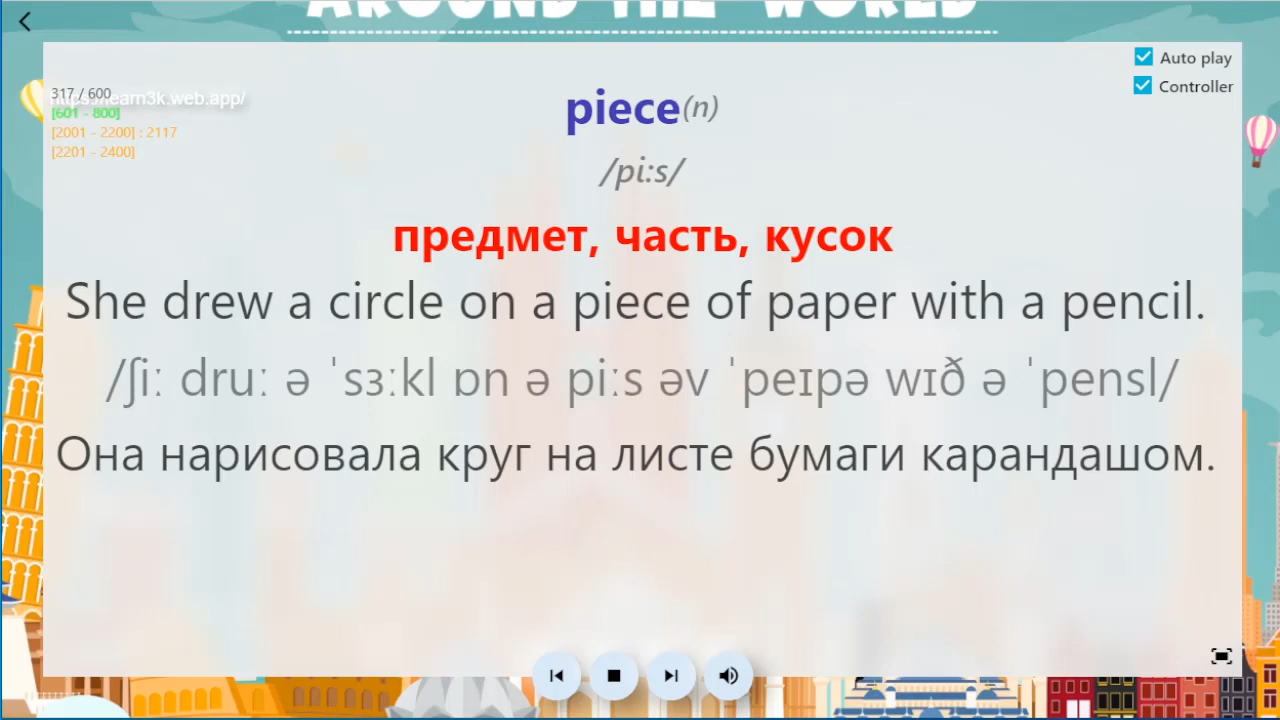 AROUND THE WORLD
Auto play
Controller
317 / 600
https://learn3k.web.app/
[601 - 800]
[2001 - 2200] : 2117
[2201 - 2400]
piece(n)
/pi:s/
предмет, часть, кусок
She drew a circle on a piece of paper with a pencil.
/ʃiː druː ə ˈsɜːkl ɒn ə piːs əv ˈpeɪpə wɪð ə ˈpensl/
Она нарисовала круг на листе бумаги карандашом.